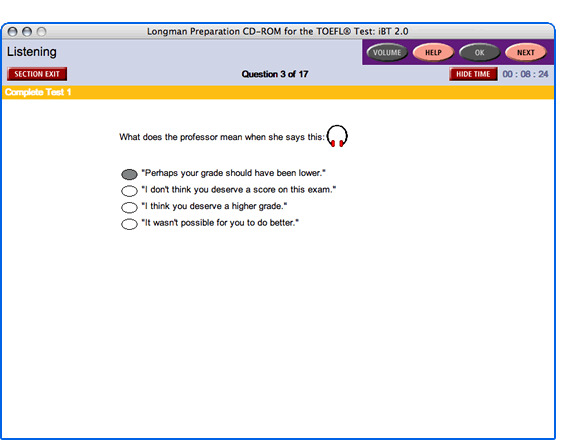 Longman Preparation CD-ROM for the TOEFL® Test: iBT 2.0
Listening
VOLUME HELP OK NEXT
SECTION EXIT Question 3 of 17 HIDE TIME 00 : 08 : 24
Complete Test 1
What does the professor mean when she says this:
"Perhaps your grade should have been lower."
"I don't think you deserve a score on this exam."
"I think you deserve a higher grade."
"It wasn't possible for you to do better."